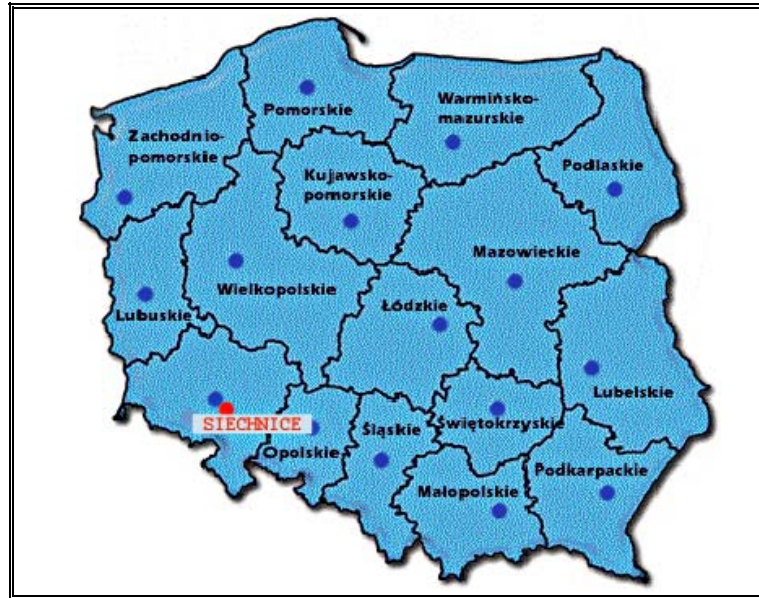 Pomorskie
Warmińsko-
mazurskie
Zachodnio-
pomorskie
Podlaskie
Kujawsko-
pomorskie
Mazowieckie
Wielkopolskie
Lubuskie
Łódzkie
Lubelskie
SIECHNICE
Opolskie
Śląskie
Świętokrzyskie
Małopolskie
Podkarpackie